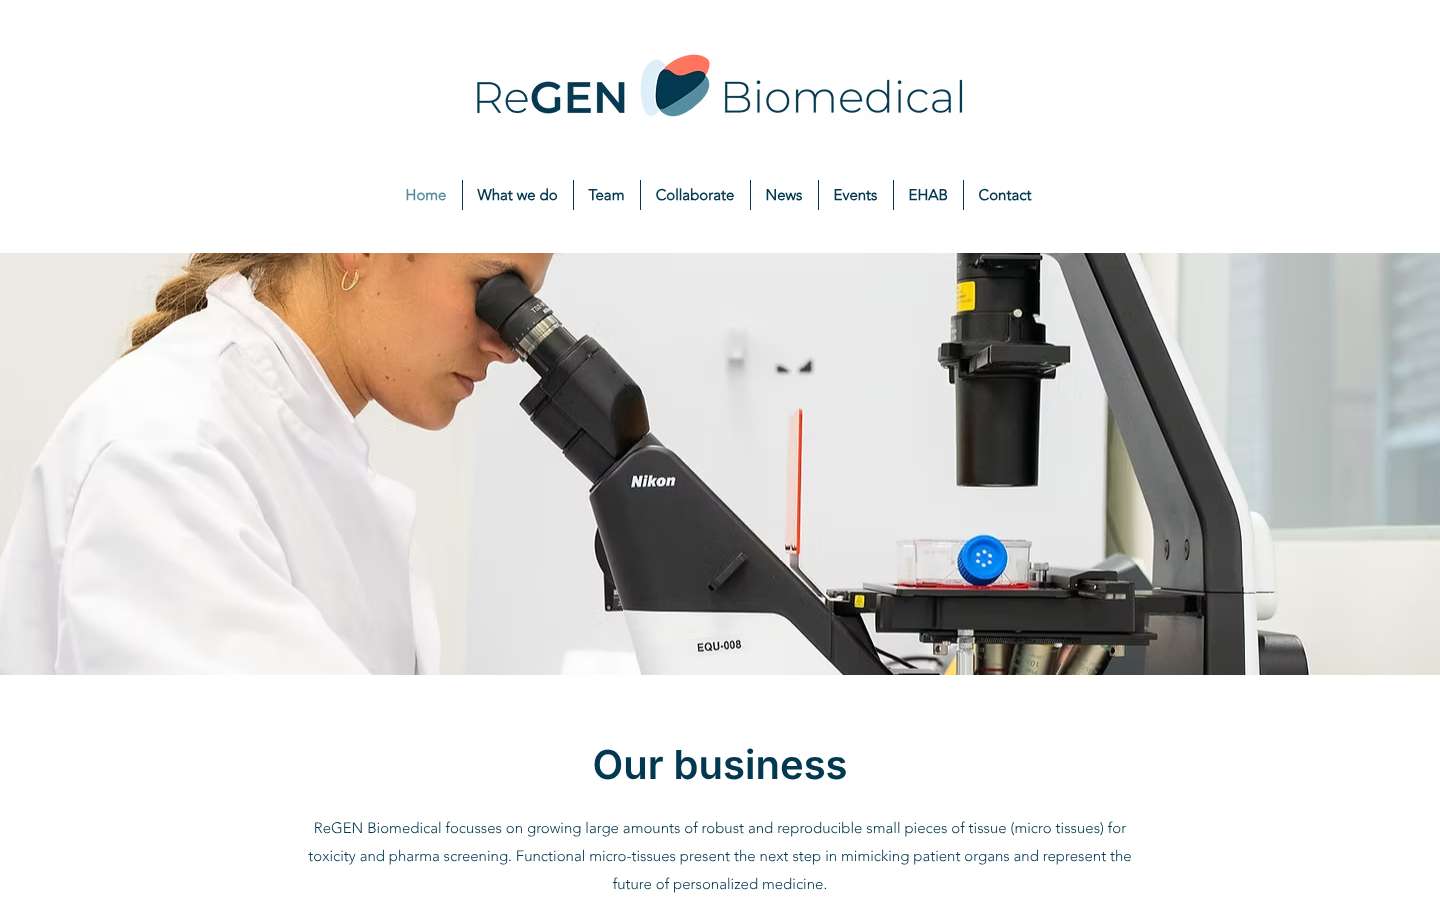 ReGEN Biomedical
Home
What we do
Team
Collaborate
News
Events
EHAB
Contact
Nikon
EQU-008
Our business
ReGEN Biomedical focusses on growing large amounts of robust and reproducible small pieces of tissue (micro tissues) for
toxicity and pharma screening. Functional micro-tissues present the next step in mimicking patient organs and represent the
future of personalized medicine.